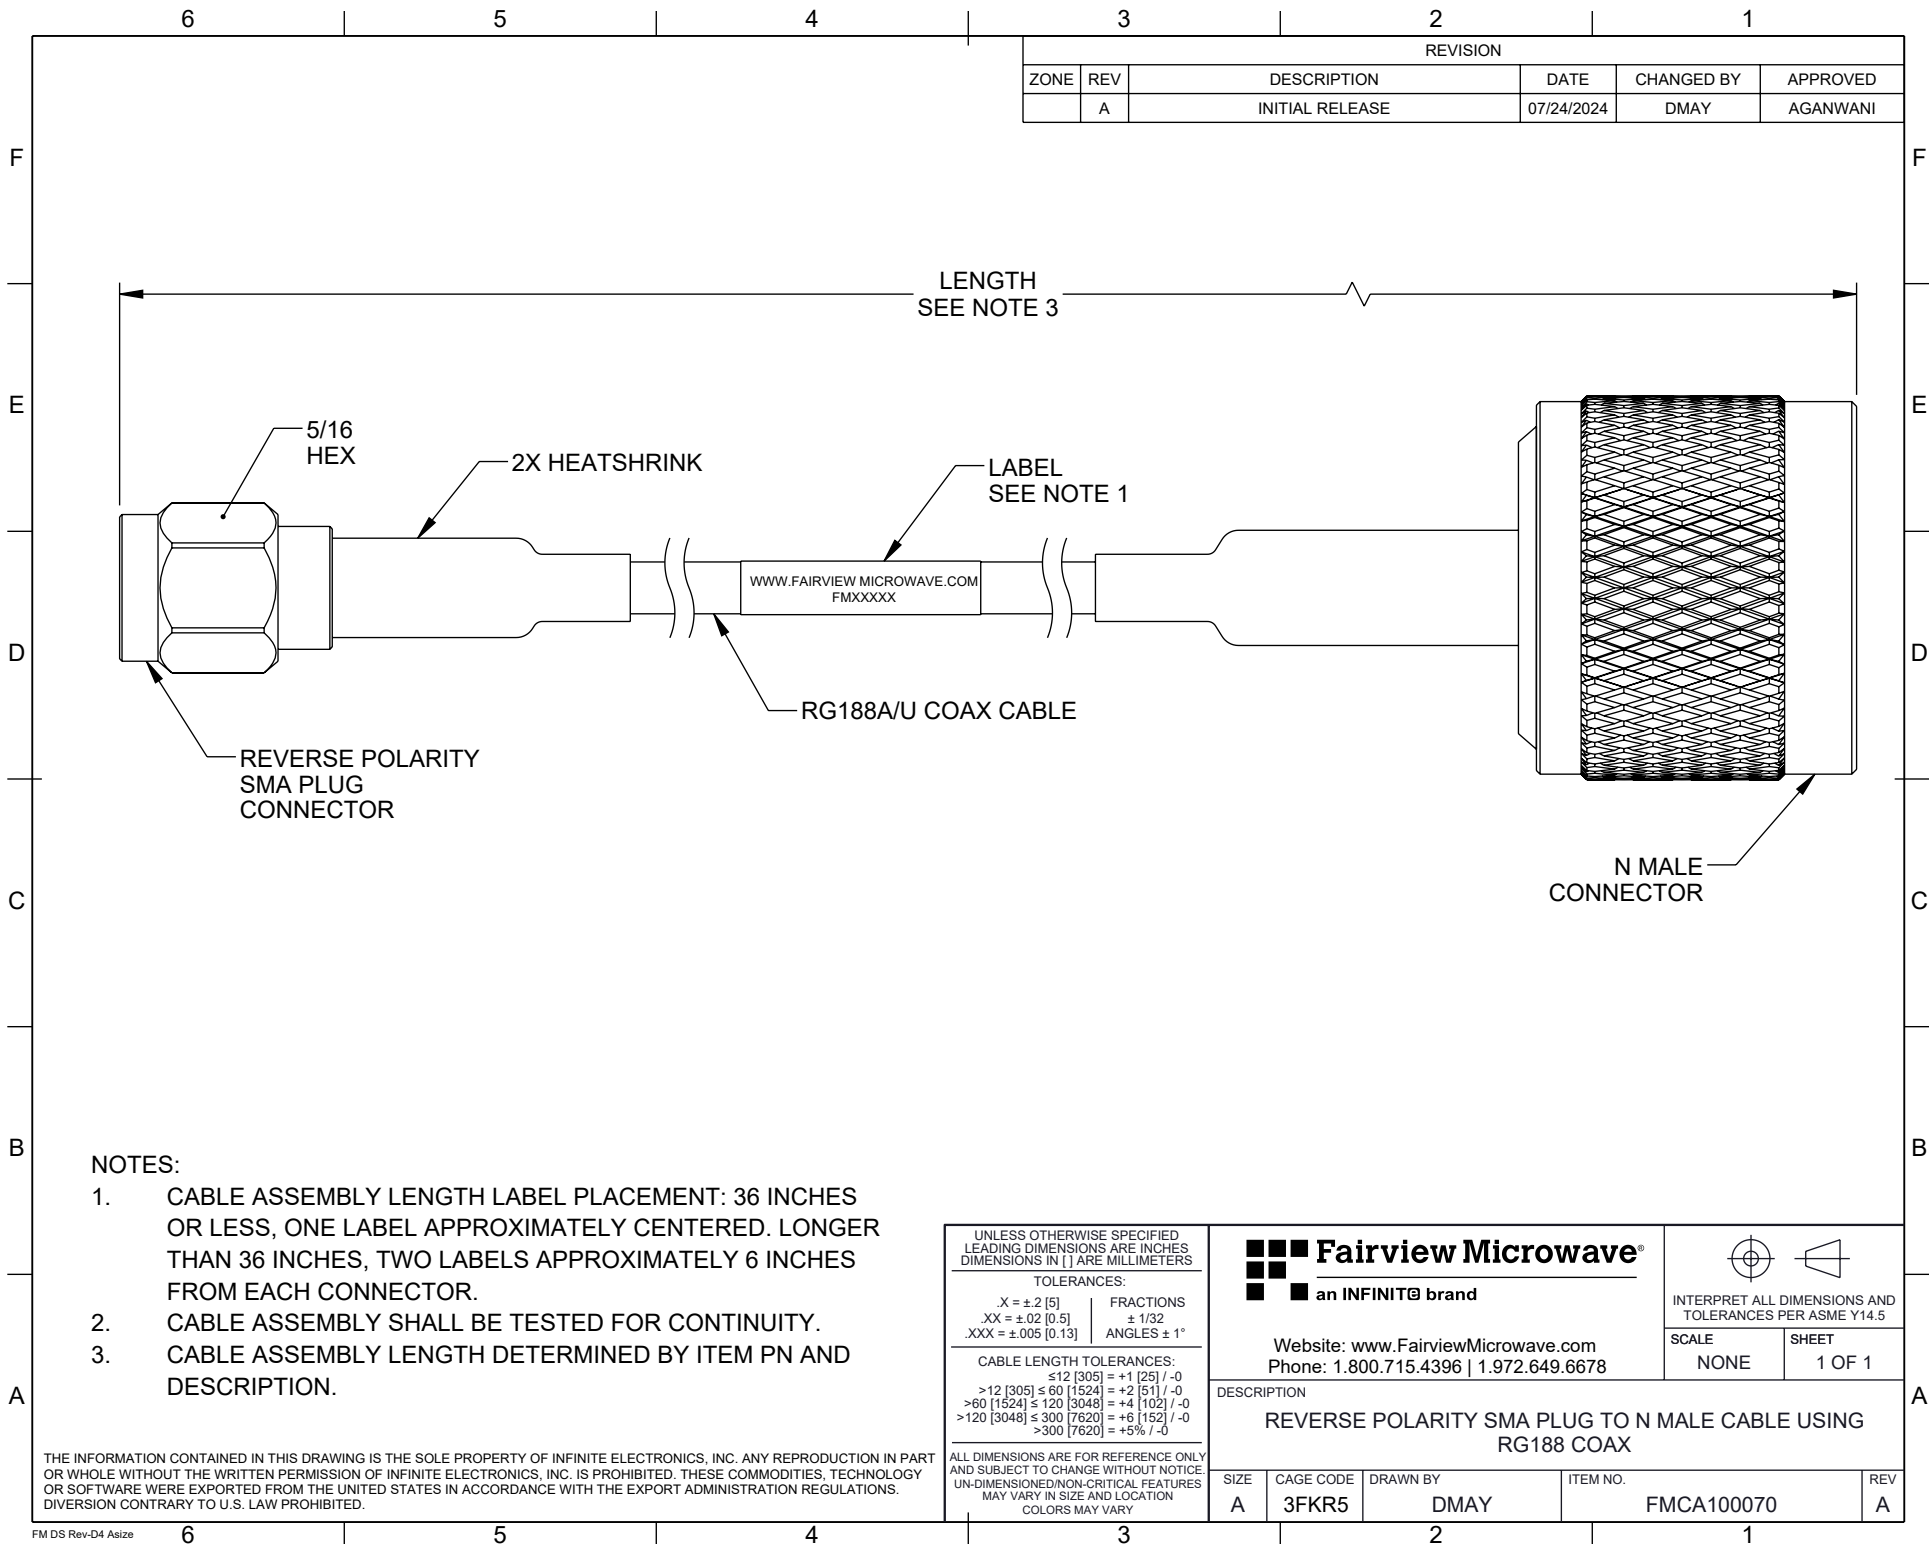 6 5 4 3 2 1
REVISION
ZONE REV DESCRIPTION DATE CHANGED BY APPROVED
A INITIAL RELEASE 07/24/2024 DMAY AGANWANI
F F
LENGTH
SEE NOTE 3
E E
5/16
HEX
2X HEATSHRINK
LABEL
SEE NOTE 1
WWW.FAIRVIEW MICROWAVE.COM
FMXXXXX
D D
RG188A/U COAX CABLE
REVERSE POLARITY
SMA PLUG
CONNECTOR
N MALE
CONNECTOR
C C
B B
NOTES:
1. CABLE ASSEMBLY LENGTH LABEL PLACEMENT: 36 INCHES
OR LESS, ONE LABEL APPROXIMATELY CENTERED. LONGER
THAN 36 INCHES, TWO LABELS APPROXIMATELY 6 INCHES
FROM EACH CONNECTOR.
2. CABLE ASSEMBLY SHALL BE TESTED FOR CONTINUITY.
3. CABLE ASSEMBLY LENGTH DETERMINED BY ITEM PN AND
DESCRIPTION.
A A
THE INFORMATION CONTAINED IN THIS DRAWING IS THE SOLE PROPERTY OF INFINITE ELECTRONICS, INC. ANY REPRODUCTION IN PART
OR WHOLE WITHOUT THE WRITTEN PERMISSION OF INFINITE ELECTRONICS, INC. IS PROHIBITED. THESE COMMODITIES, TECHNOLOGY
OR SOFTWARE WERE EXPORTED FROM THE UNITED STATES IN ACCORDANCE WITH THE EXPORT ADMINISTRATION REGULATIONS.
DIVERSION CONTRARY TO U.S. LAW PROHIBITED.
UNLESS OTHERWISE SPECIFIED
LEADING DIMENSIONS ARE INCHES
DIMENSIONS IN [ ] ARE MILLIMETERS
TOLERANCES:
.X = ±.2 [5] FRACTIONS
.XX = ±.02 [0.5] ± 1/32
.XXX = ±.005 [0.13] ANGLES ± 1°
CABLE LENGTH TOLERANCES:
≤12 [305] = +1 [25] / -0
>12 [305] ≤ 60 [1524] = +2 [51] / -0
>60 [1524] ≤ 120 [3048] = +4 [102] / -0
>120 [3048] ≤ 300 [7620] = +6 [152] / -0
>300 [7620] = +5% / -0
ALL DIMENSIONS ARE FOR REFERENCE ONLY
AND SUBJECT TO CHANGE WITHOUT NOTICE.
UN-DIMENSIONED/NON-CRITICAL FEATURES
MAY VARY IN SIZE AND LOCATION
COLORS MAY VARY
Fairview Microwave®
an INFINITE brand
Website: www.FairviewMicrowave.com
Phone: 1.800.715.4396 | 1.972.649.6678
INTERPRET ALL DIMENSIONS AND
TOLERANCES PER ASME Y14.5
SCALE SHEET
NONE 1 OF 1
DESCRIPTION
REVERSE POLARITY SMA PLUG TO N MALE CABLE USING
RG188 COAX
SIZE CAGE CODE DRAWN BY ITEM NO. REV
A 3FKR5 DMAY FMCA100070 A
FM DS Rev-D4 Asize
6 5 4 3 2 1